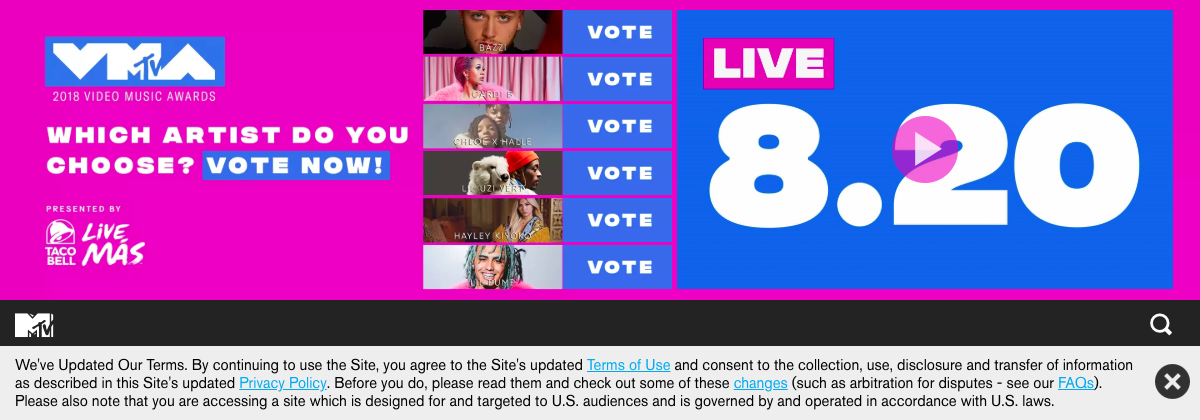 VMA
MTV
2018 VIDEO MUSIC AWARDS
WHICH ARTIST DO YOU
CHOOSE? VOTE NOW!
PRESENTED BY
TACO
BELL
LiVE
MÁS
BAZZI
VOTE
CARDI B
VOTE
CHLOE X HALLE
VOTE
LIL UZI VERT
VOTE
HAYLEY KIYOKO
VOTE
LIL PUMP
VOTE
LIVE
8.20
MTV
We've Updated Our Terms. By continuing to use the Site, you agree to the Site's updated Terms of Use and consent to the collection, use, disclosure and transfer of information
as described in this Site's updated Privacy Policy. Before you do, please read them and check out some of these changes (such as arbitration for disputes - see our FAQs).
Please also note that you are accessing a site which is designed for and targeted to U.S. audiences and is governed by and operated in accordance with U.S. laws.